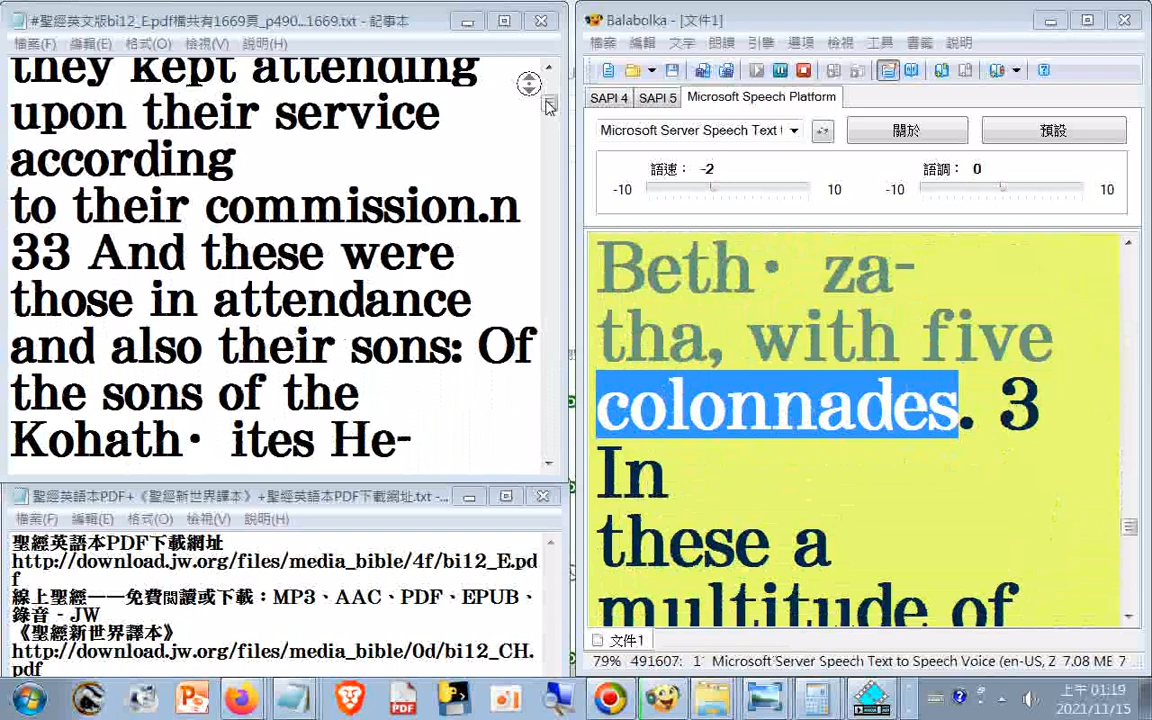 #聖經英文版bi12_E.pdf檔共有1669頁_p490...1669.txt - 記事本
檔案(F) 編輯(E) 格式(O) 檢視(V) 說明(H)
they kept attending
upon their service
according
to their commission.n
33 And these were
those in attendance
and also their sons: Of
the sons of the
Kohath· ites He-
聖經英語本PDF+《聖經新世界譯本》+聖經英語本PDF下載網址.txt - ...
檔案(F) 編輯(E) 格式(O) 檢視(V) 說明(H)
聖經英語本PDF下載網址
http://download.jw.org/files/media_bible/4f/bi12_E.pd
f
線上聖經——免費閱讀或下載：MP3、AAC、PDF、EPUB、
錄音 - JW
《聖經新世界譯本》
http://download.jw.org/files/media_bible/0d/bi12_CH.
pdf
Balabolka - [文件1]
檔案 編輯 文字 朗讀 引擎 選項 檢視 工具 書籤 說明
SAPI 4 SAPI 5 Microsoft Speech Platform
Microsoft Server Speech Text 關於 預設
語速： -2 語調： 0
-10 10 -10 10
Beth· za-
tha, with five
colonnades. 3
In
these a
multitude of
文件1
79% 491607: 1 Microsoft Server Speech Text to Speech Voice (en-US, Z 7.08 ME 7
PDF
上午 01:19
2021/11/15